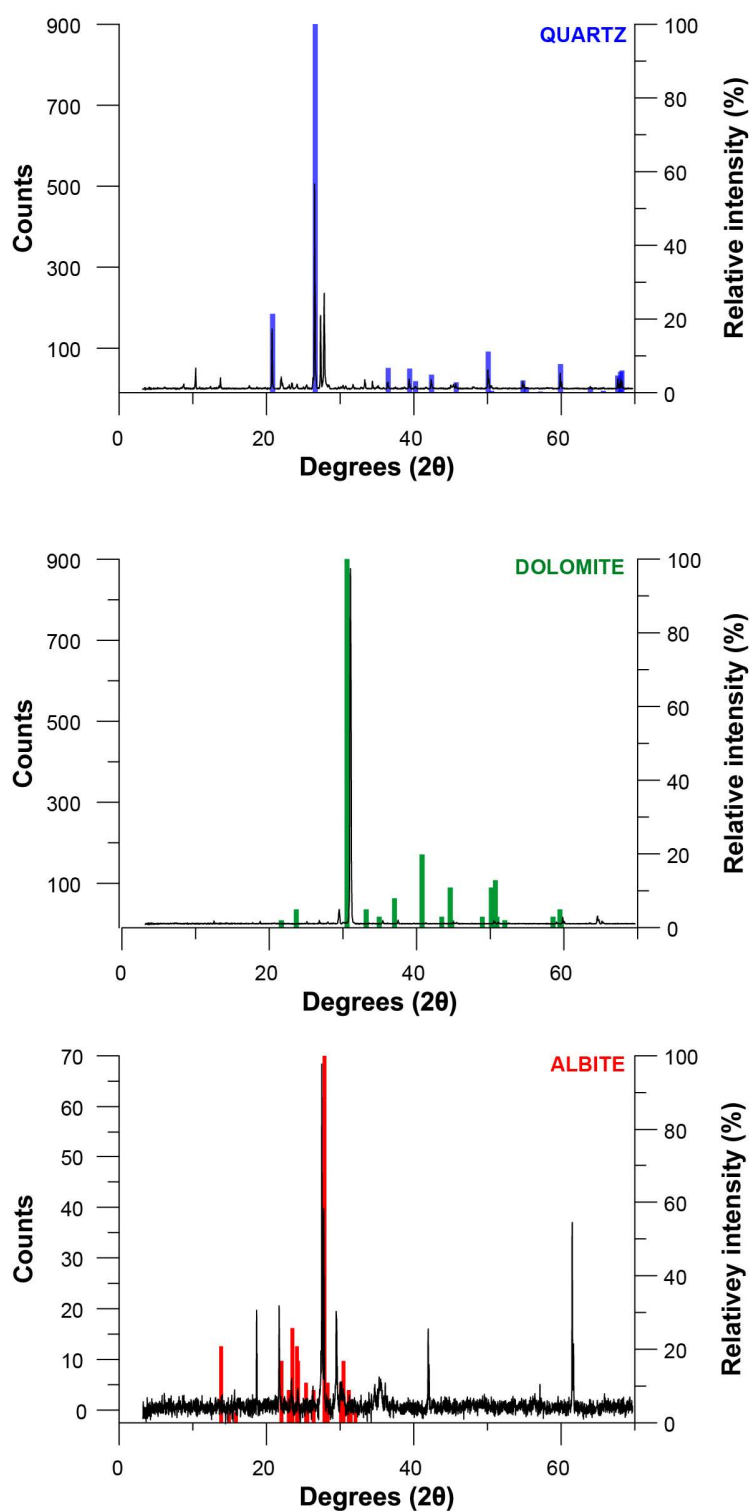 QUARTZ
900
700
500
300
100
Counts
100
80
60
40
20
0
Relative intensity (%)
0 20 40 60
Degrees (2θ)
DOLOMITE
900
700
500
300
100
Counts
100
80
60
40
20
0
Relative intensity (%)
0 20 40 60
Degrees (2θ)
ALBITE
70
60
50
40
30
20
10
0
Counts
100
80
60
40
20
0
Relativey intensity (%)
0 20 40 60
Degrees (2θ)